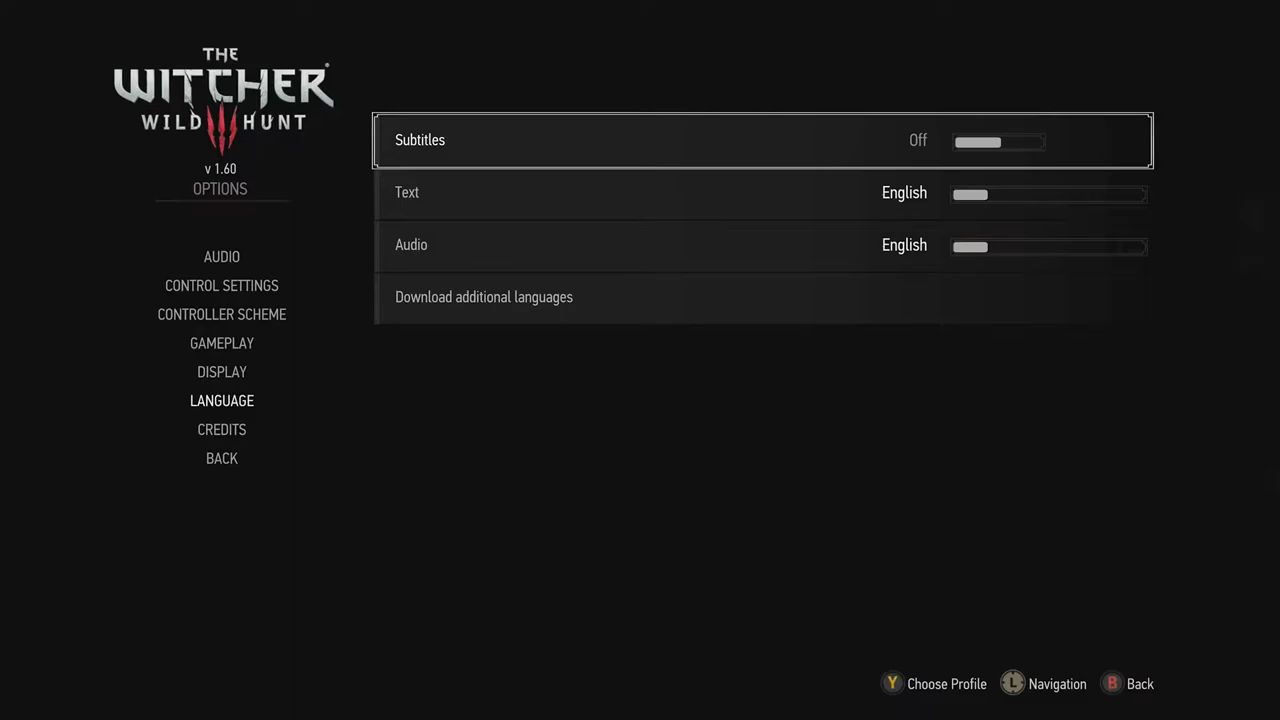 THE
WITCHER
WILD HUNT
v 1.60
OPTIONS
AUDIO
CONTROL SETTINGS
CONTROLLER SCHEME
GAMEPLAY
DISPLAY
LANGUAGE
CREDITS
BACK
Subtitles Off
Text English
Audio English
Download additional languages
Y Choose Profile L Navigation B Back